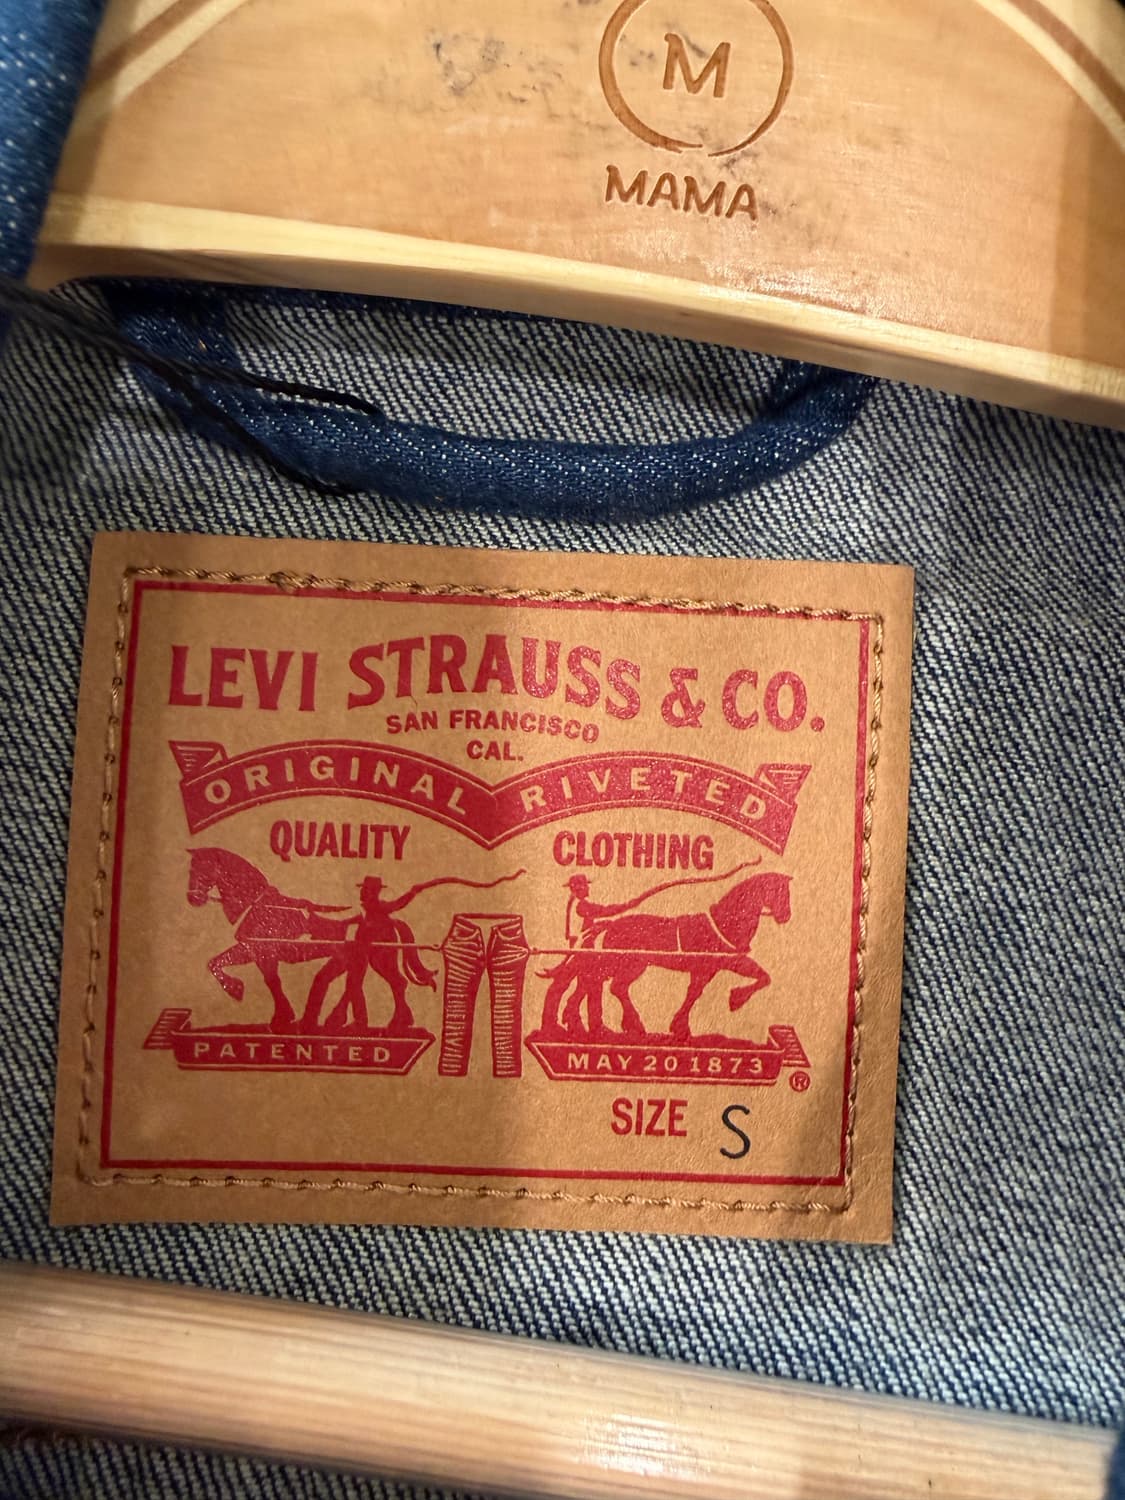 M
MAMA
LEVI STRAUSS & CO.
SAN FRANCISCO
CAL.
ORIGINAL RIVETED
QUALITY CLOTHING
PATENTED MAY 20 1873
®
SIZE S